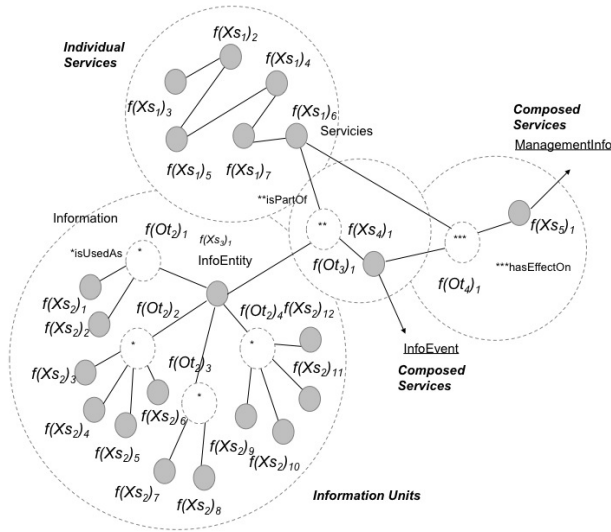 Individual
Services
f(Xs₁)₂
f(Xs₁)₄
f(Xs₁)₃
f(Xs₁)₆
Servicies
f(Xs₁)₅
f(Xs₁)₇
Composed
Services
ManagementInfo
**isPartOf
Information
f(Ot₂)₁
f(Xs₃)₁
InfoEntity
*isUsedAs
*
**
f(Xs₄)₁
f(Ot₃)₁
***
f(Xs₅)₁
f(Ot₄)₁
***hasEffectOn
f(Xs₂)₁
f(Xs₂)₂
f(Ot₂)₂
f(Ot₂)₄
f(Xs₂)₁₂
*
f(Ot₂)₃
*
*
f(Xs₂)₃
f(Xs₂)₁₁
f(Xs₂)₄
f(Xs₂)₆
f(Xs₂)₅
f(Xs₂)₉
f(Xs₂)₁₀
f(Xs₂)₇
f(Xs₂)₈
InfoEvent
Composed
Services
Information Units